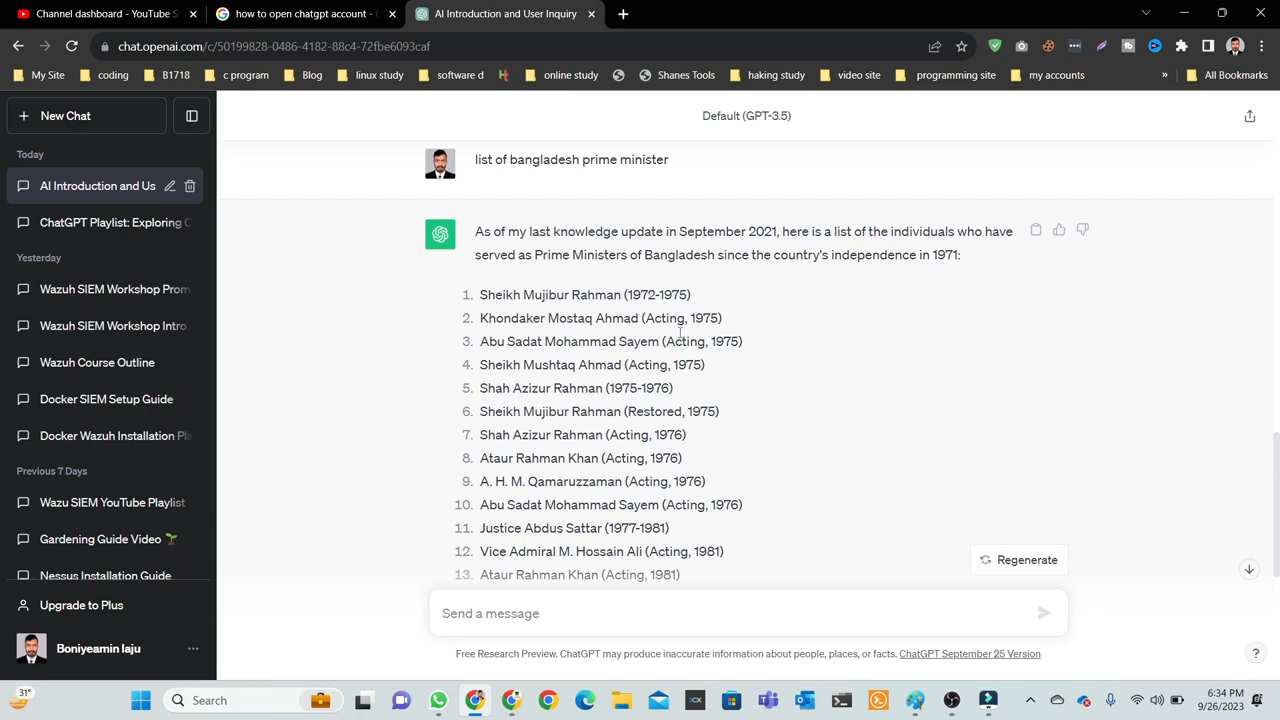 Channel dashboard - YouTube S
how to open chatgpt account -
AI Introduction and User Inquiry
chat.openai.com/c/50199828-0486-4182-88c4-72fbe6093caf
My Site
coding
B1718
c program
Blog
linux study
software d
online study
Shanes Tools
haking study
video site
programing site
my accounts
»
All Bookmarks
New Chat
Default (GPT-3.5)
Today
list of bangladesh prime minister
AI Introduction and Us
ChatGPT Playlist: Exploring C
Yesterday
Wazuh SIEM Workshop Prom
Wazuh SIEM Workshop Intro
Wazuh Course Outline
Docker SIEM Setup Guide
Docker Wazuh Installation Pla
Previous 7 Days
Wazu SIEM YouTube Playlist
Gardening Guide Video 🌱
Nessus Installation Guide
Upgrade to Plus
Boniyeamin laju
As of my last knowledge update in September 2021, here is a list of the individuals who have
served as Prime Ministers of Bangladesh since the country's independence in 1971:
1. Sheikh Mujibur Rahman (1972-1975)
2. Khondaker Mostaq Ahmad (Acting, 1975)
3. Abu Sadat Mohammad Sayem (Acting, 1975)
4. Sheikh Mushtaq Ahmad (Acting, 1975)
5. Shah Azizur Rahman (1975-1976)
6. Sheikh Mujibur Rahman (Restored, 1975)
7. Shah Azizur Rahman (Acting, 1976)
8. Ataur Rahman Khan (Acting, 1976)
9. A. H. M. Qamaruzzaman (Acting, 1976)
10. Abu Sadat Mohammad Sayem (Acting, 1976)
11. Justice Abdus Sattar (1977-1981)
12. Vice Admiral M. Hossain Ali (Acting, 1981)
13. Ataur Rahman Khan (Acting, 1981)
Regenerate
Send a message
Free Research Preview. ChatGPT may produce inaccurate information about people, places, or facts. ChatGPT September 25 Version
?
31°
Search
6:34 PM
9/26/2023